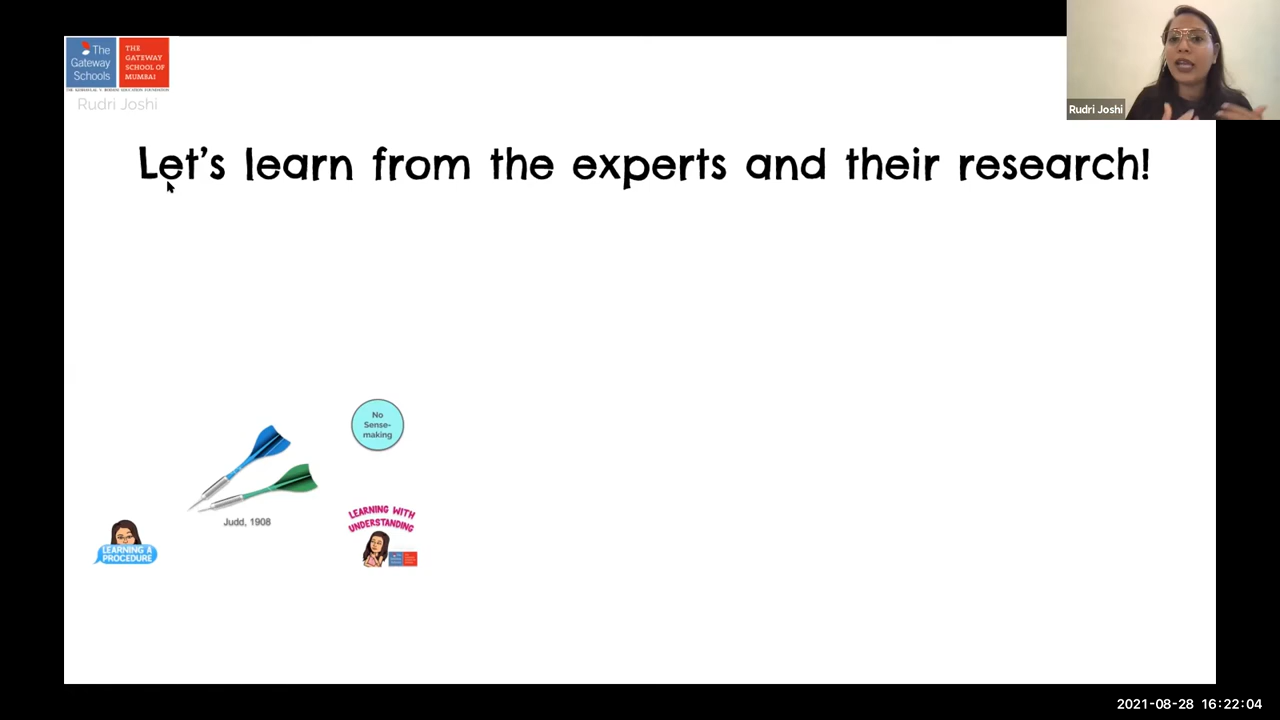 The
Gateway
Schools
THE
GATEWAY
SCHOOL OF
MUMBAI
Rudri Joshi
Rudri Joshi
Let's learn from the experts and their research!
No
Sense-
making
LEARNING WITH
UNDERSTANDING
Judd, 1908
LEARNING A
PROCEDURE
2021-08-28 16:22:04